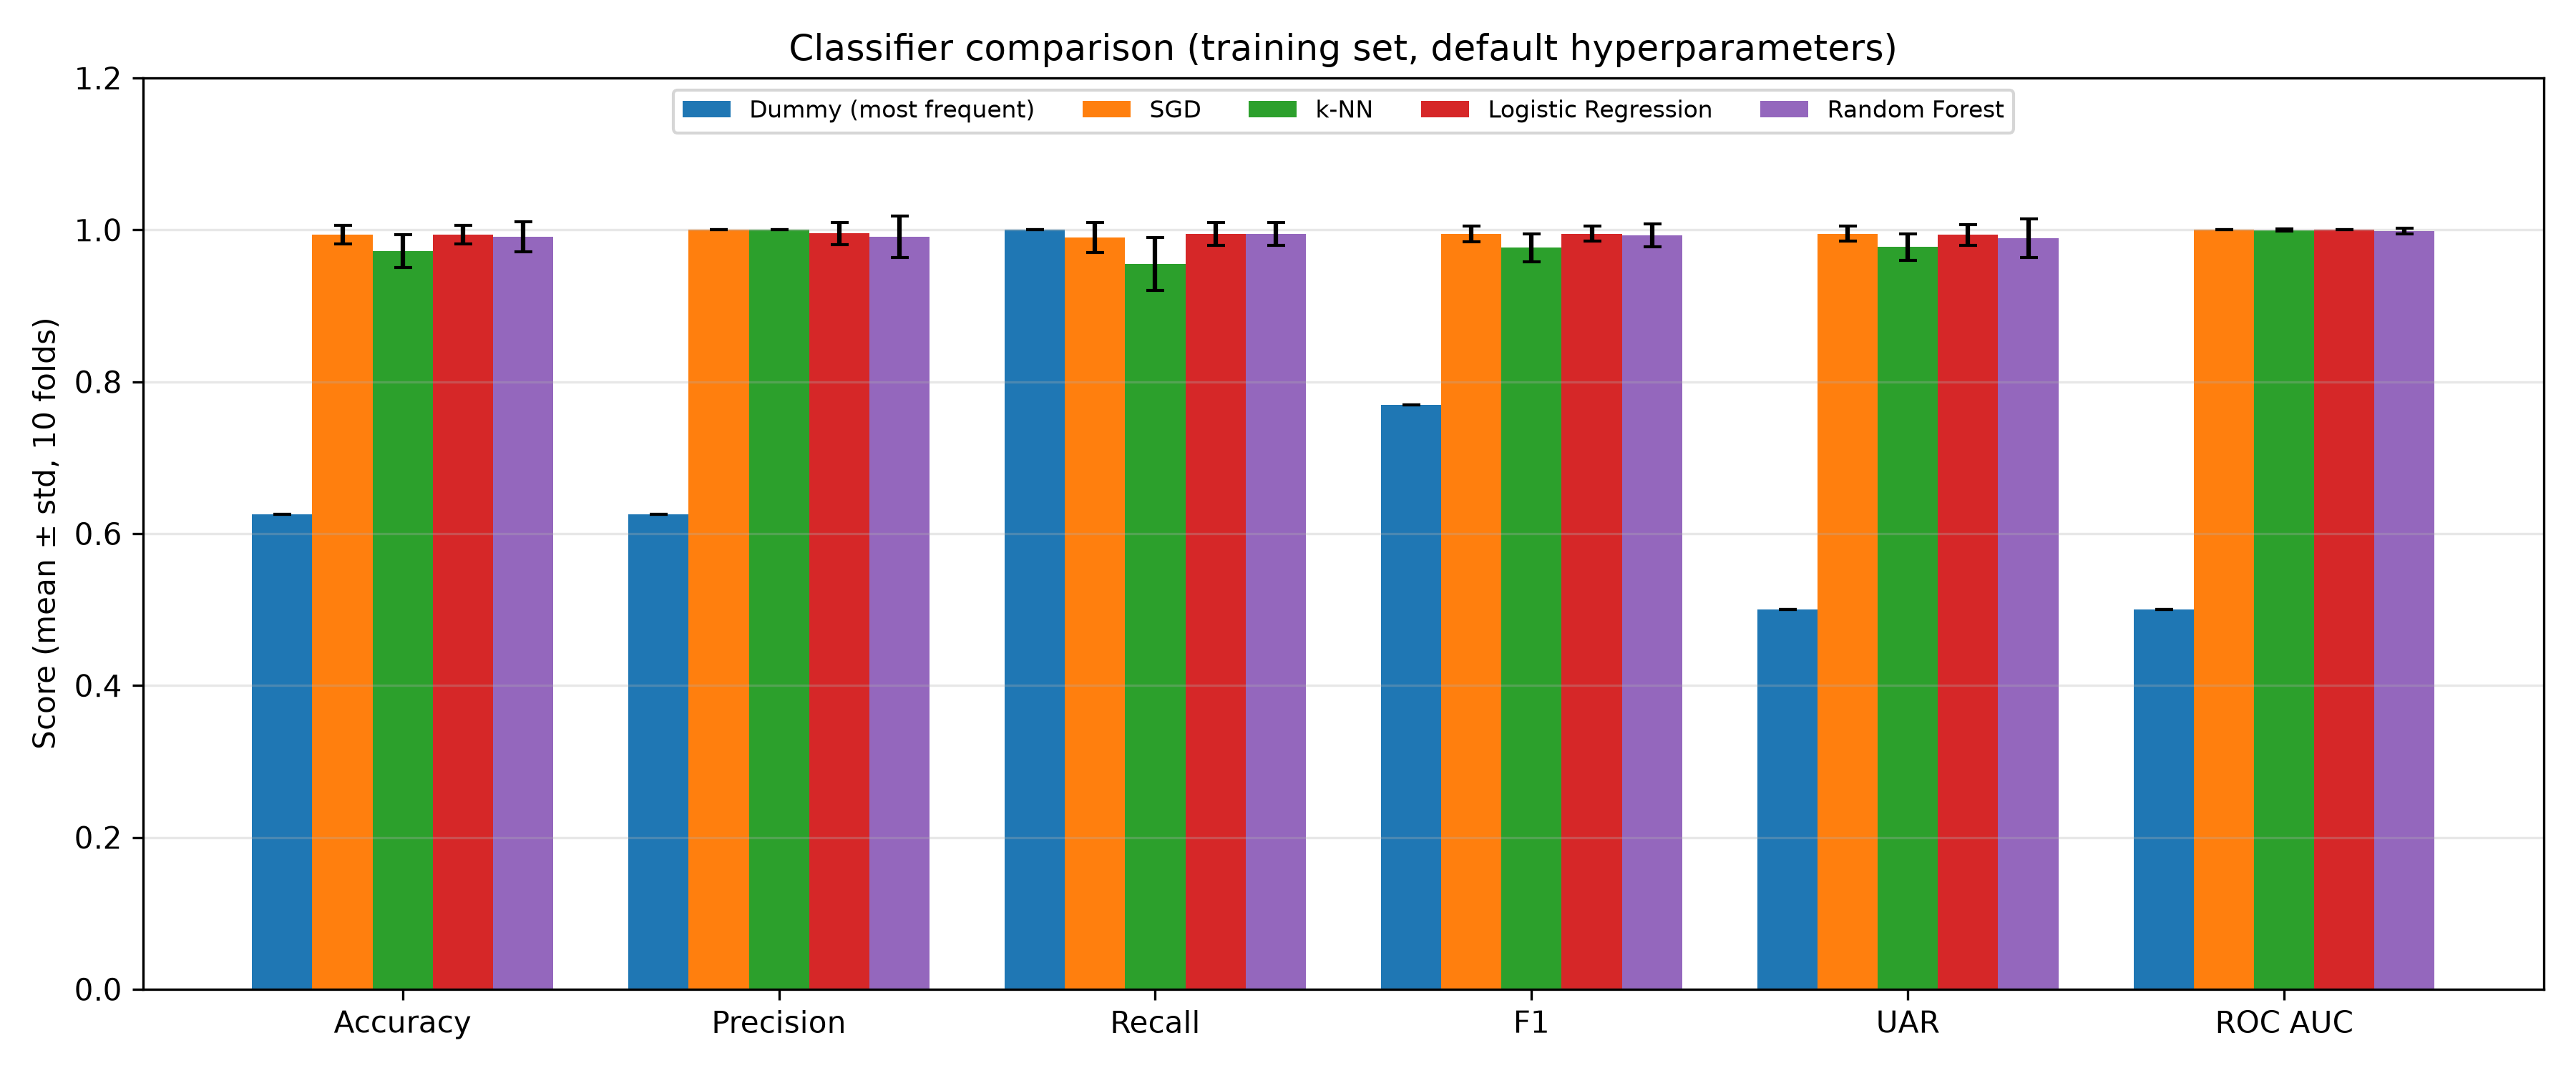 Classifier comparison (training set, default hyperparameters)
Dummy (most frequent) SGD k-NN Logistic Regression Random Forest
Score (mean ± std, 10 folds)
1.2
1.0
0.8
0.6
0.4
0.2
0.0
Accuracy Precision Recall F1 UAR ROC AUC